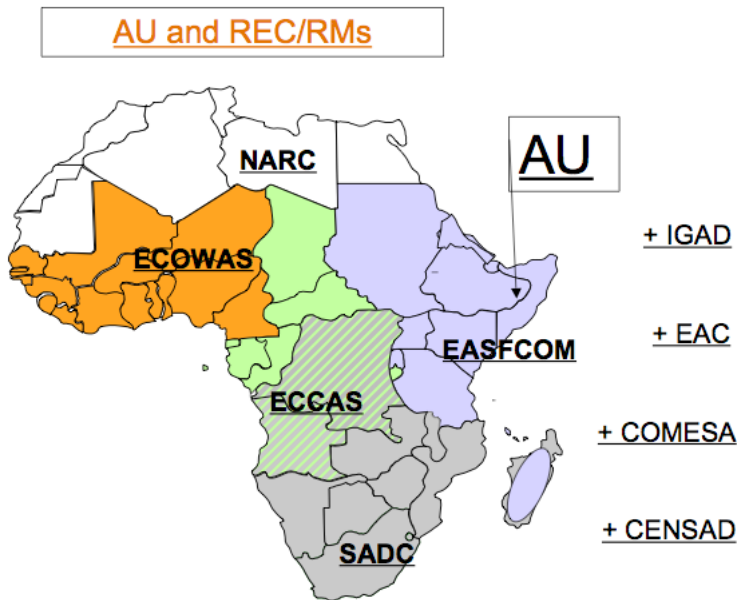 AU and REC/RMs
AU
NARC
+ IGAD
ECOWAS
+ EAC
EASFCOM
ECCAS
+ COMESA
+ CENSAD
SADC